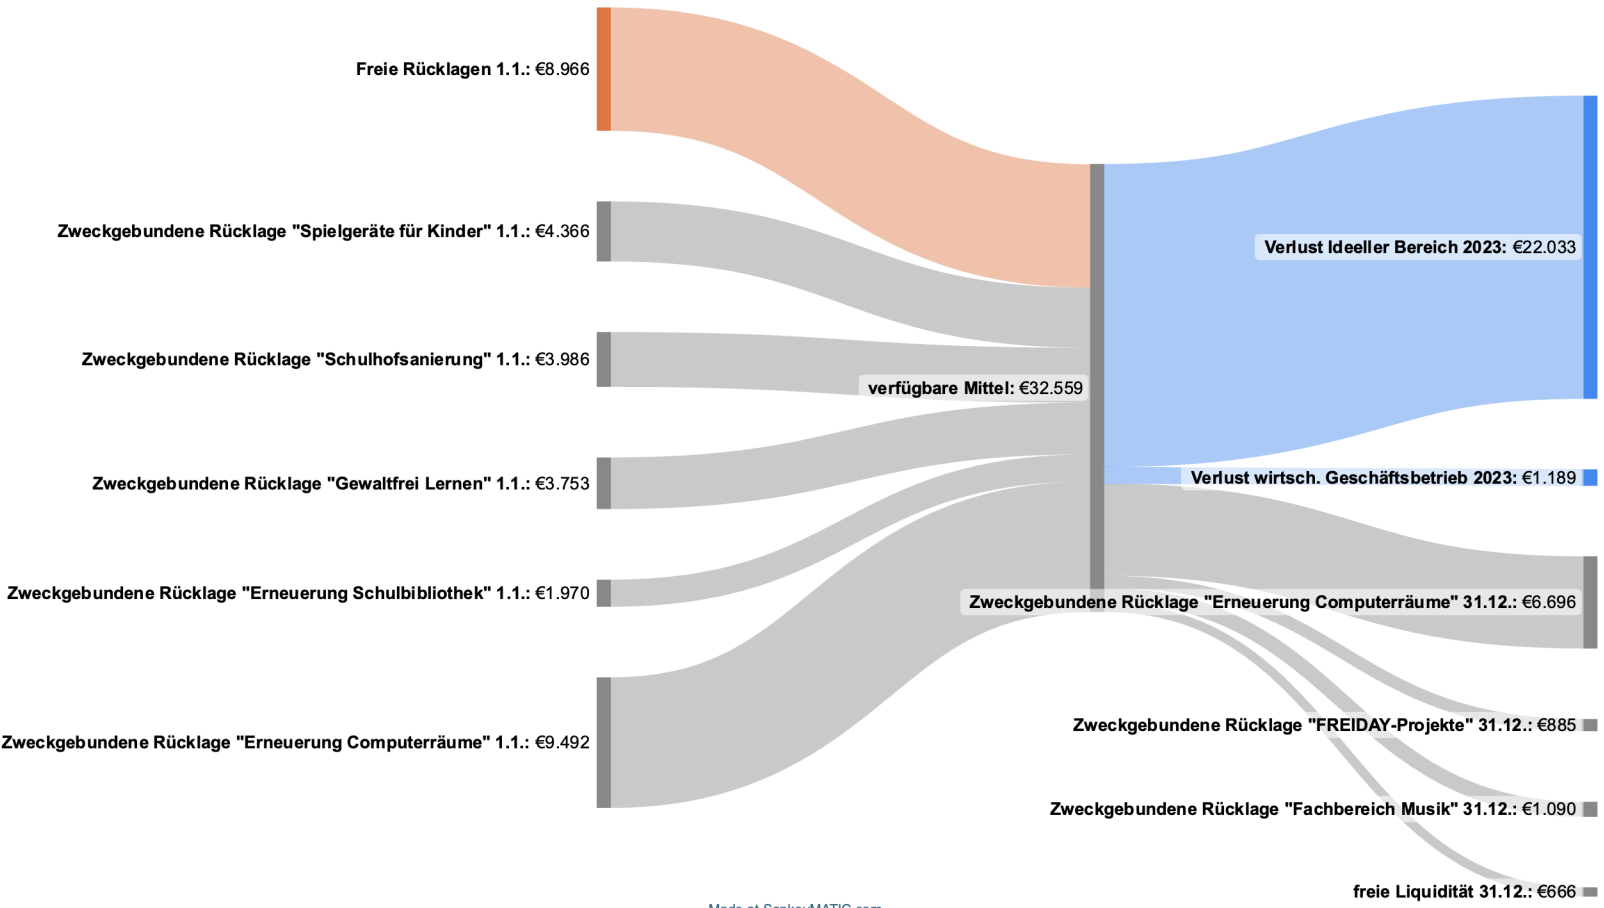 Freie Rücklagen 1.1.: €8.966
Zweckgebundene Rücklage "Spielgeräte für Kinder" 1.1.: €4.366
Zweckgebundene Rücklage "Schulhofsanierung" 1.1.: €3.986
Zweckgebundene Rücklage "Gewaltfrei Lernen" 1.1.: €3.753
Zweckgebundene Rücklage "Erneuerung Schulbibliothek" 1.1.: €1.970
Zweckgebundene Rücklage "Erneuerung Computerräume" 1.1.: €9.492
verfügbare Mittel: €32.559
Verlust Ideeller Bereich 2023: €22.033
Verlust wirtsch. Geschäftsbetrieb 2023: €1.189
Zweckgebundene Rücklage "Erneuerung Computerräume" 31.12.: €6.696
Zweckgebundene Rücklage "FREIDAY-Projekte" 31.12.: €885
Zweckgebundene Rücklage "Fachbereich Musik" 31.12.: €1.090
freie Liquidität 31.12.: €666
Made at SankeyMATIC.com